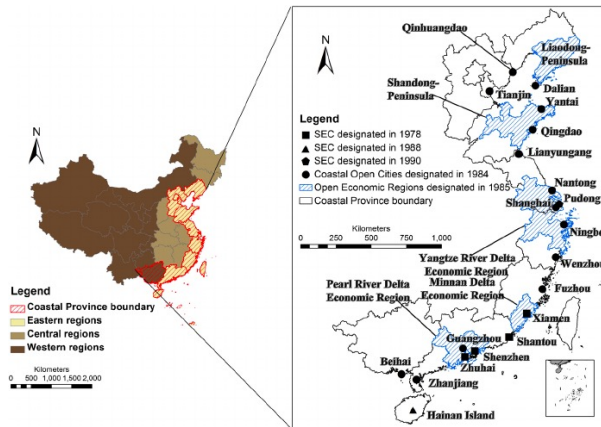 N
Legend
Coastal Province boundary
Eastern regions
Central regions
Western regions
Kilometers
0 500 1,000 1,500 2,000
N
Legend
SEC designated in 1978
SEC designated in 1988
SEC designated in 1990
Coastal Open Cities designated in 1984
Open Economic Regions designated in 1985
Coastal Province boundary
Kilometers
0 250 500 750 1,000
Qinhuangdao
Liaodong-
Peninsula
Shandong-
Peninsula
Tianjin
Dalian
Yantai
Qingdao
Lianyungang
Nantong
Shanghai
Pudong
Ningbo
Yangtze River Delta
Economic Region
Wenzhou
Minnan Delta
Economic Region
Fuzhou
Pearl River Delta
Economic Region
Xiamen
Shantou
Guangzhou
Shenzhen
Zhuhai
Beihai
Zhanjiang
Hainan Island